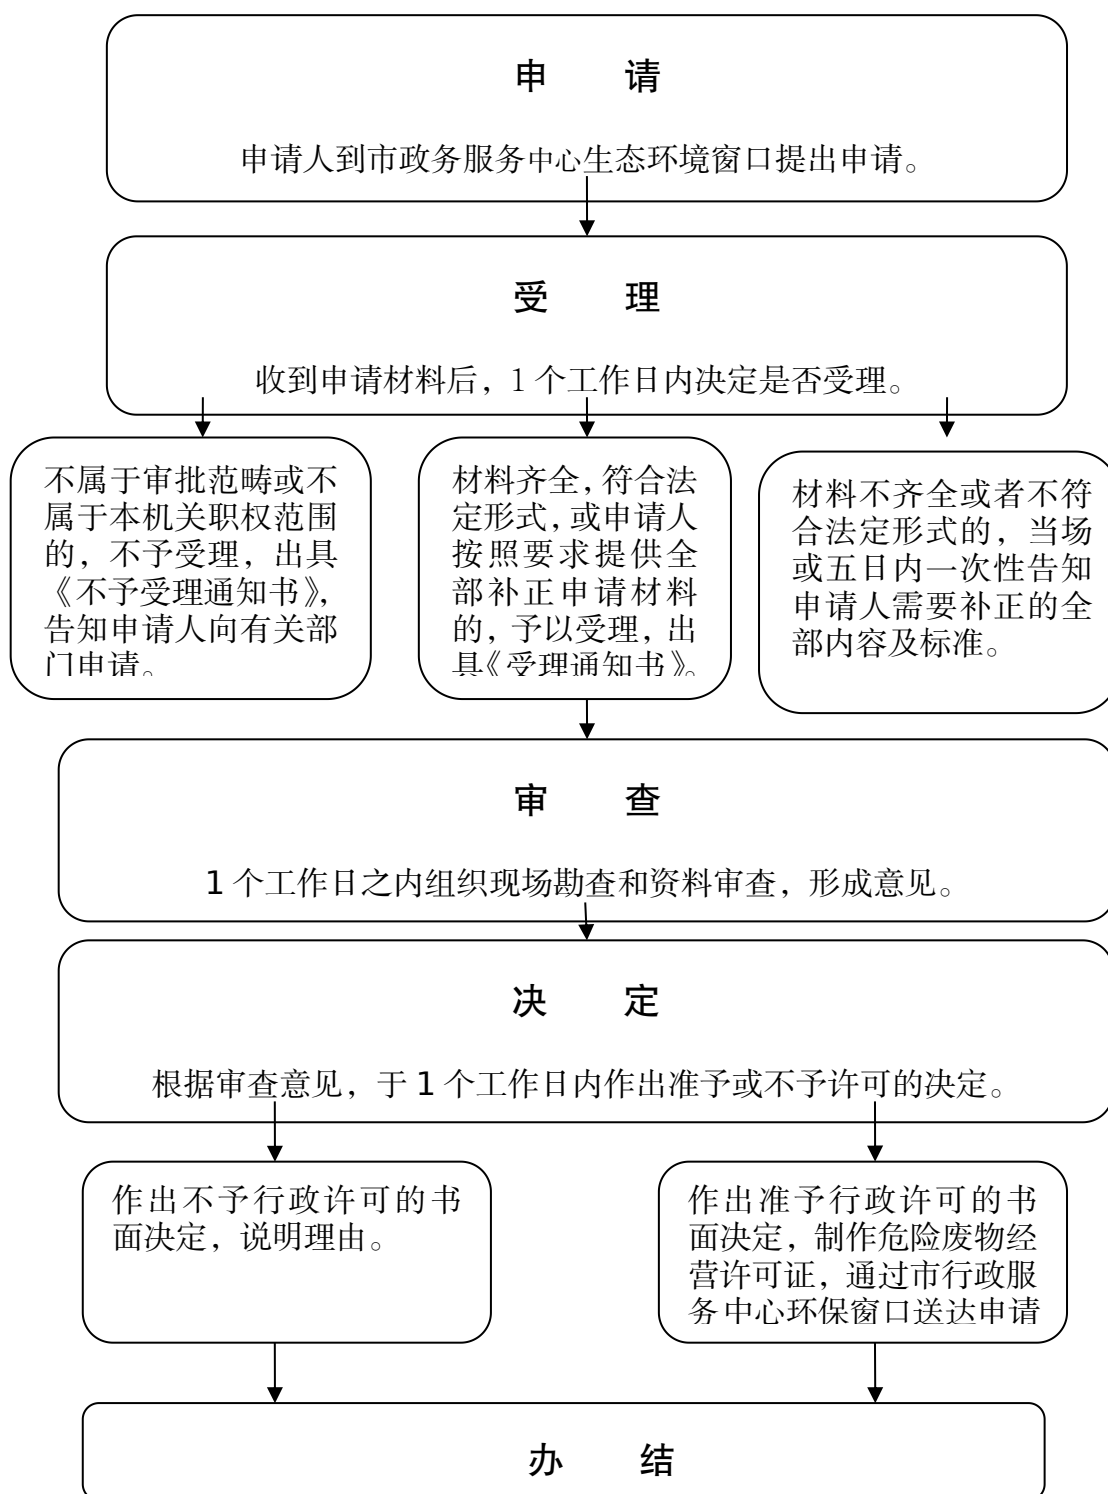 申 请
申请人到市政务服务中心生态环境窗口提出申请。
受 理
收到申请材料后，1个工作日内决定是否受理。
不属于审批范畴或不
属于本机关职权范围
的，不予受理，出具
《不予受理通知书》，
告知申请人向有关部
门申请。
材料齐全，符合法
定形式，或申请人
按照要求提供全
部补正申请材料
的，予以受理，出
具《受理通知书》。
材料不齐全或者不符
合法定形式的，当场
或五日内一次性告知
申请人需要补正的全
部内容及标准。
审 查
1个工作日之内组织现场勘查和资料审查，形成意见。
决 定
根据审查意见，于1个工作日内作出准予或不予许可的决定。
作出不予行政许可的书
面决定，说明理由。
作出准予行政许可的书
面决定，制作危险废物经
营许可证，通过市行政服
务中心环保窗口送达申请
办 结